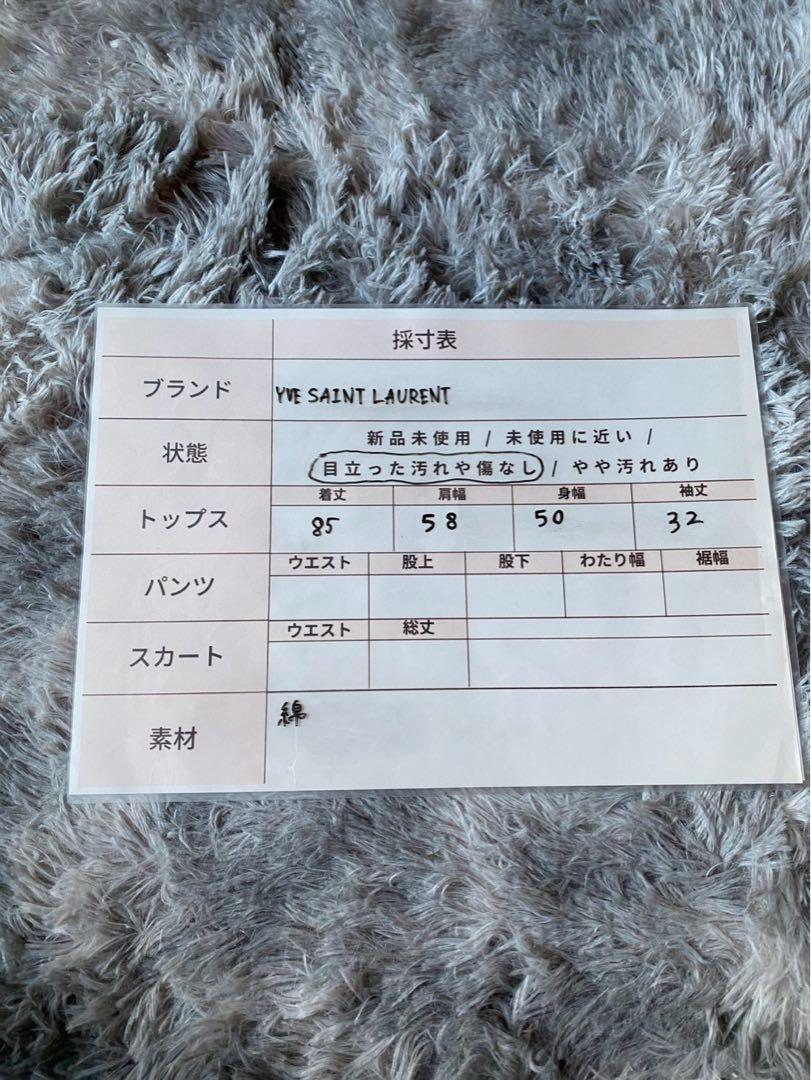 採寸表
ブランド YVE SAINT LAURENT
状態 新品未使用 / 未使用に近い /
目立った汚れや傷なし / やや汚れあり
トップス 着丈 肩幅 身幅 袖丈
85 58 50 32
パンツ ウエスト 股上 股下 わたり幅 裾幅
スカート ウエスト 総丈
素材 綿